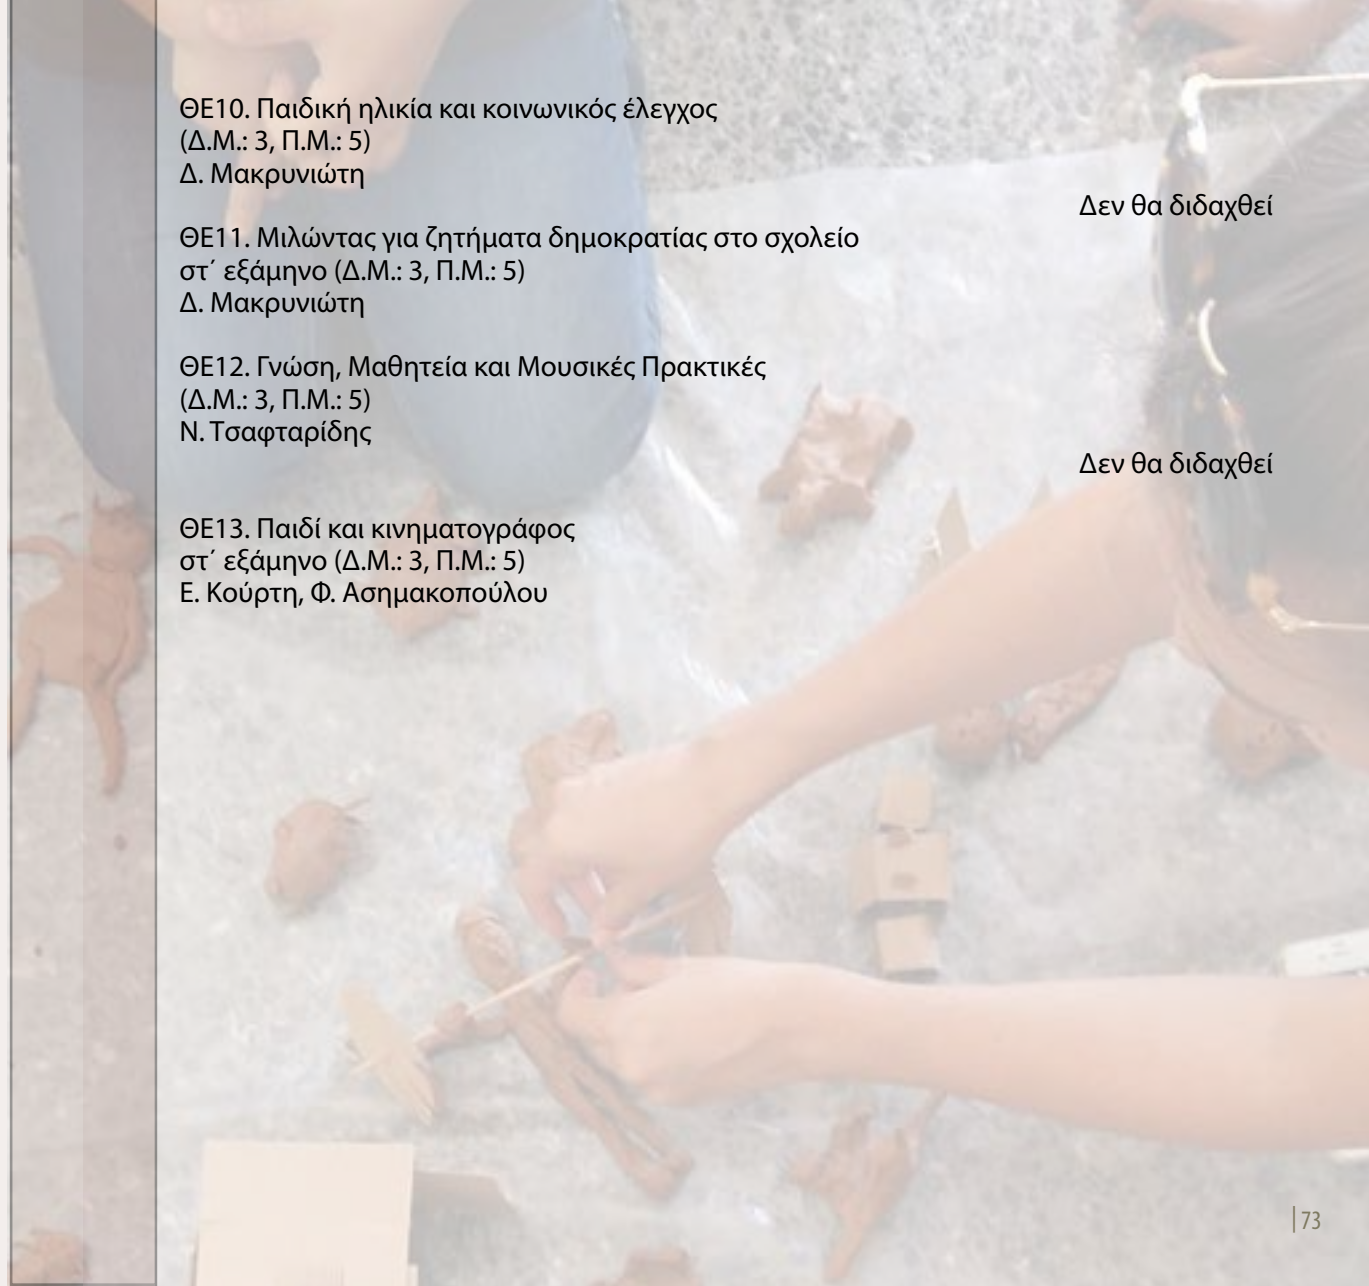 ΘΕ10. Παιδική ηλικία και κοινωνικός έλεγχος
(Δ.Μ.: 3, Π.Μ.: 5)
Δ. Μακρυνιώτη
Δεν θα διδαχθεί
ΘΕ11. Μιλώντας για ζητήματα δημοκρατίας στο σχολείο
στ΄ εξάμηνο (Δ.Μ.: 3, Π.Μ.: 5)
Δ. Μακρυνιώτη
ΘΕ12. Γνώση, Μαθητεία και Μουσικές Πρακτικές
(Δ.Μ.: 3, Π.Μ.: 5)
Ν. Τσαφταρίδης
Δεν θα διδαχθεί
ΘΕ13. Παιδί και κινηματογράφος
στ΄ εξάμηνο (Δ.Μ.: 3, Π.Μ.: 5)
Ε. Κούρτη, Φ. Ασημακοπούλου
|73